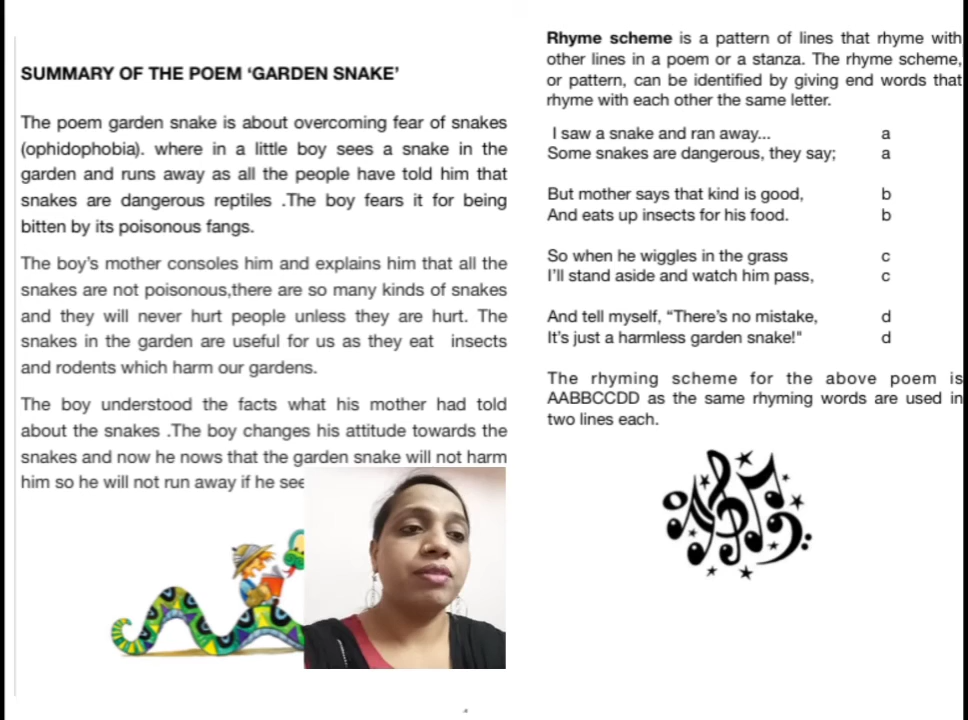 SUMMARY OF THE POEM ‘GARDEN SNAKE’
The poem garden snake is about overcoming fear of snakes
(ophidophobia). where in a little boy sees a snake in the
garden and runs away as all the people have told him that
snakes are dangerous reptiles .The boy fears it for being
bitten by its poisonous fangs.
The boy’s mother consoles him and explains him that all the
snakes are not poisonous,there are so many kinds of snakes
and they will never hurt people unless they are hurt. The
snakes in the garden are useful for us as they eat insects
and rodents which harm our gardens.
The boy understood the facts what his mother had told
about the snakes .The boy changes his attitude towards the
snakes and now he nows that the garden snake will not harm
him so he will not run away if he see
Rhyme scheme is a pattern of lines that rhyme with
other lines in a poem or a stanza. The rhyme scheme,
or pattern, can be identified by giving end words that
rhyme with each other the same letter.
I saw a snake and ran away... a
Some snakes are dangerous, they say; a
But mother says that kind is good, b
And eats up insects for his food. b
So when he wiggles in the grass c
I’ll stand aside and watch him pass, c
And tell myself, “There’s no mistake, d
It’s just a harmless garden snake!" d
The rhyming scheme for the above poem is
AABBCCDD as the same rhyming words are used in
two lines each.